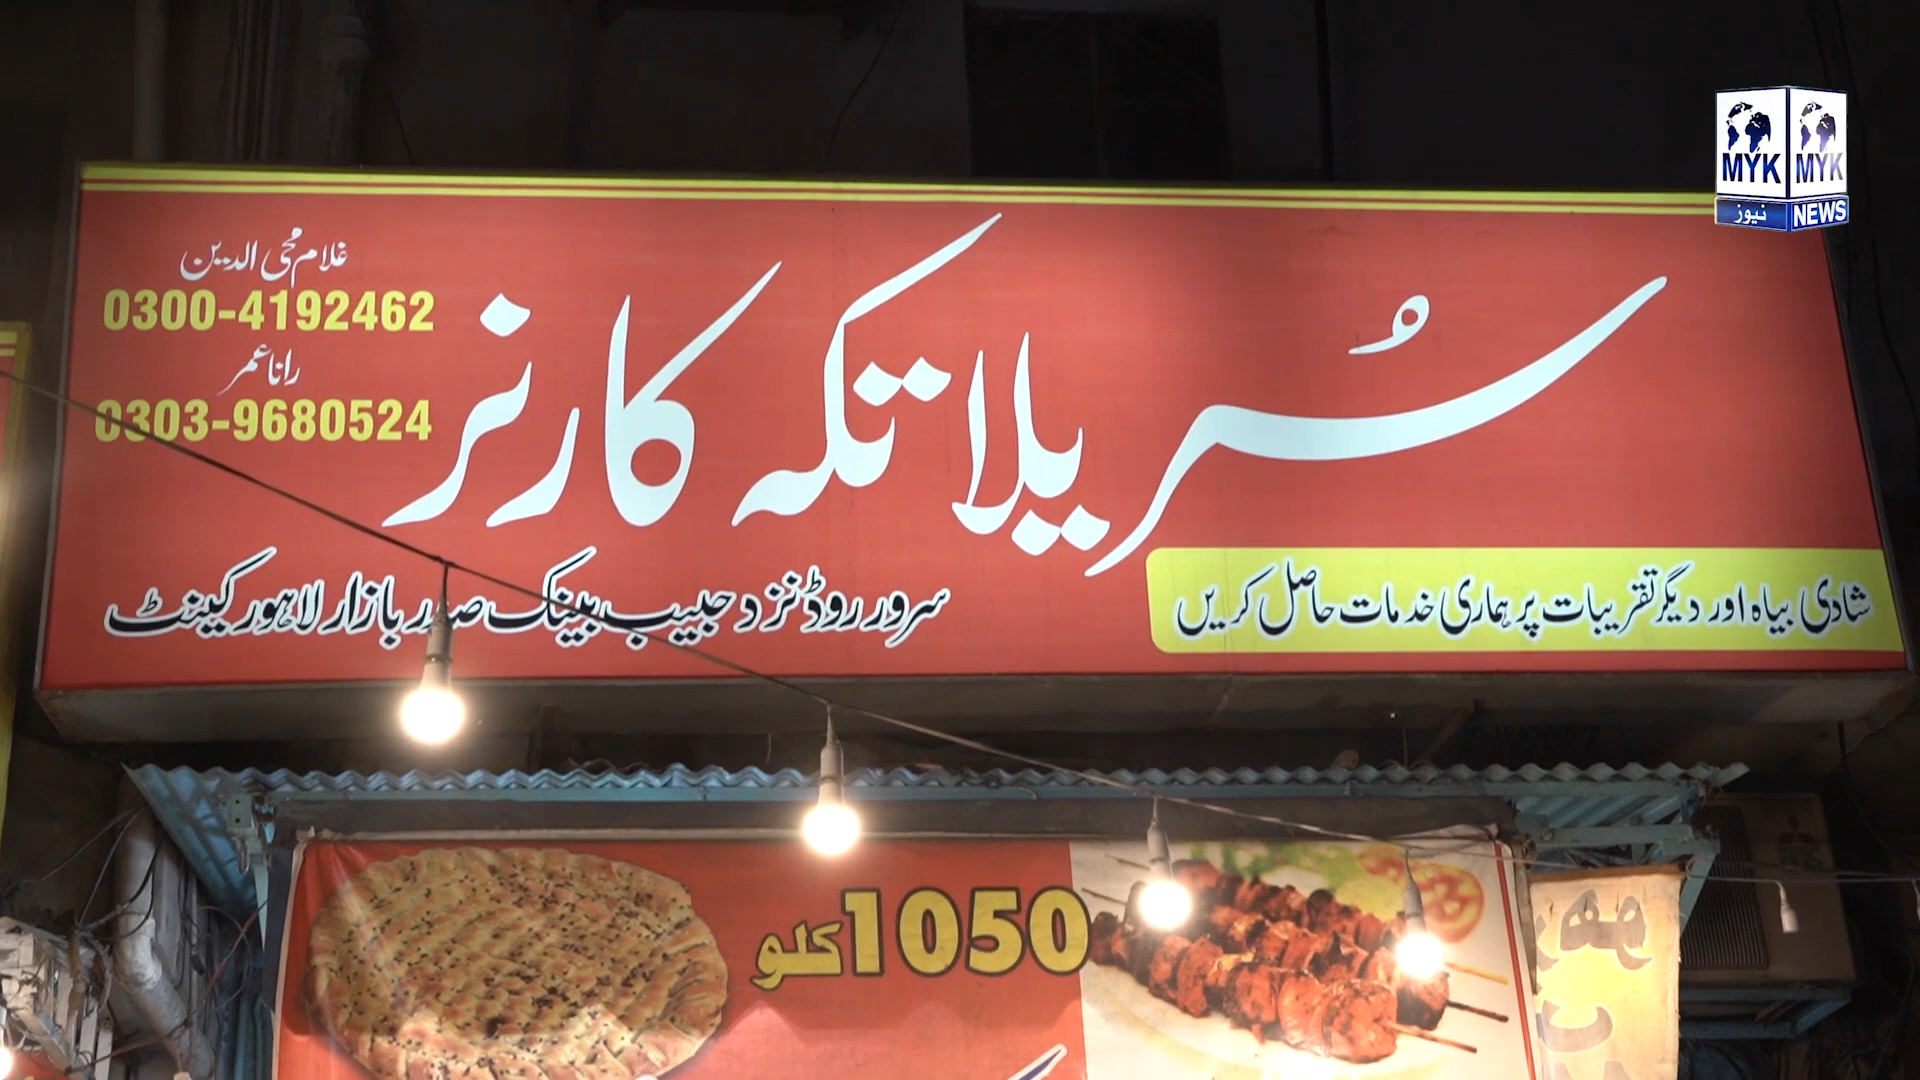 MYK MYK
نیوز NEWS
سُریلا تکہ کارنر
غلام محی الدین
0300-4192462
رانا عمر
0303-9680524
شادی بیاہ اور دیگر تقریبات پر ہماری خدمات حاصل کریں
سرور روڈ نزد حبیب بینک صدر بازار لاہور کینٹ
1050 کلو